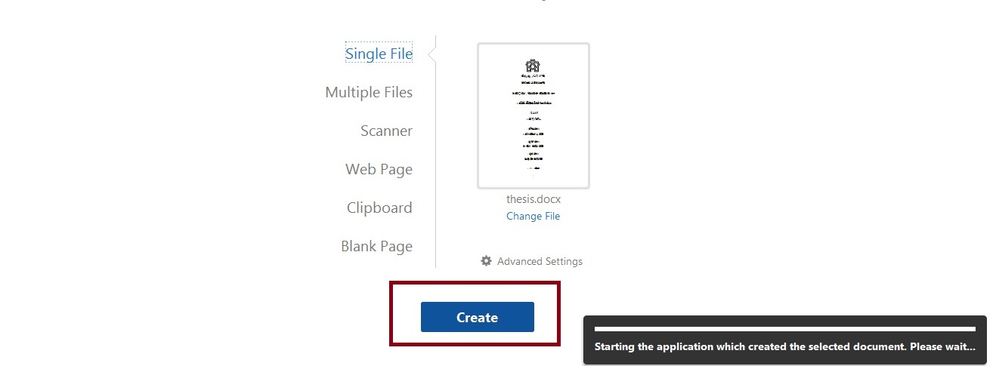 Single File
Multiple Files
Scanner
Web Page
Clipboard
Blank Page
thesis.docx
Change File
Advanced Settings
Create
Starting the application which created the selected document. Please wait...